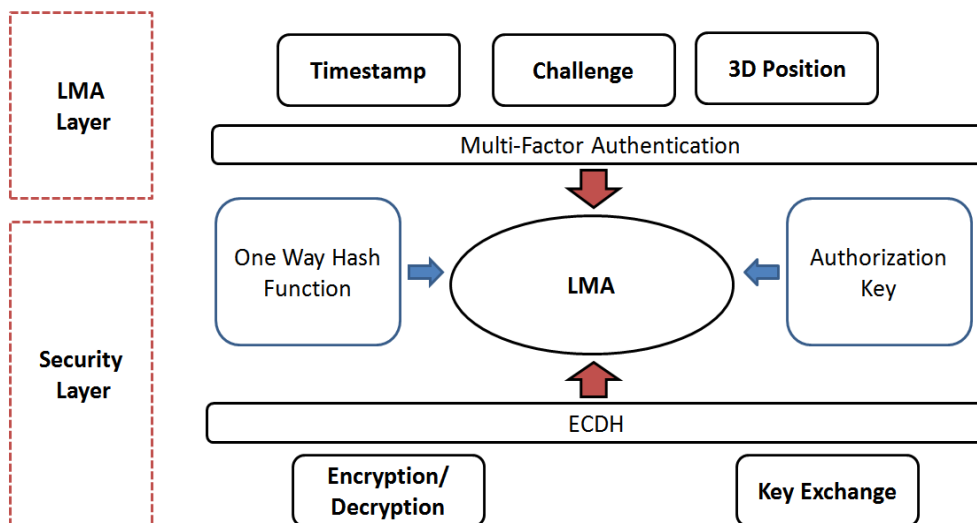 LMA
Layer
Timestamp
Challenge
3D Position
Multi-Factor Authentication
One Way Hash
Function
LMA
Authorization
Key
Security
Layer
ECDH
Encryption/
Decryption
Key Exchange